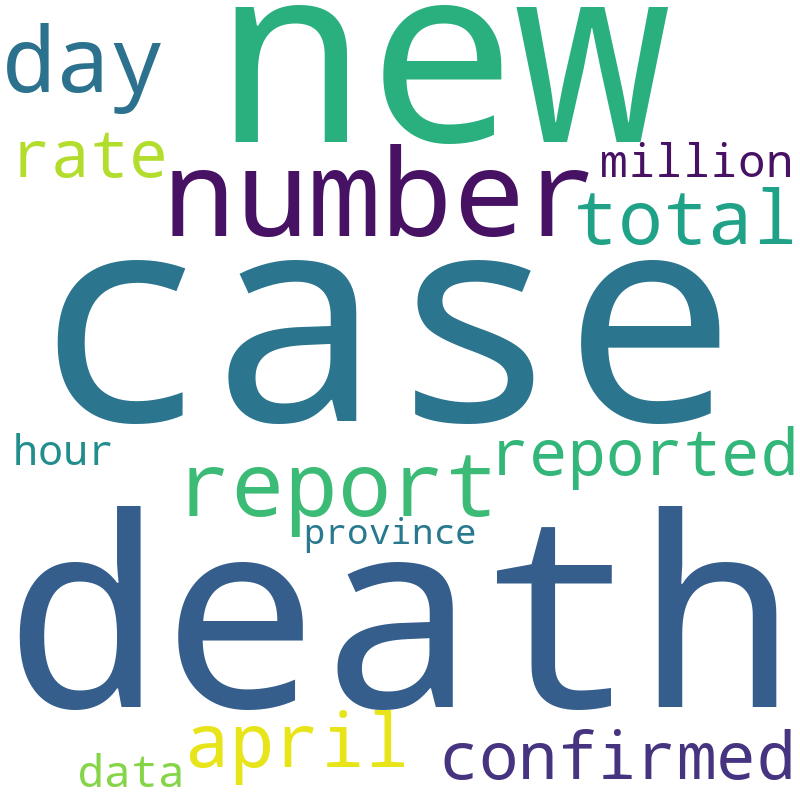 day
new
rate
number
million
total
case
hour
report
reported
province
death
april
data
confirmed